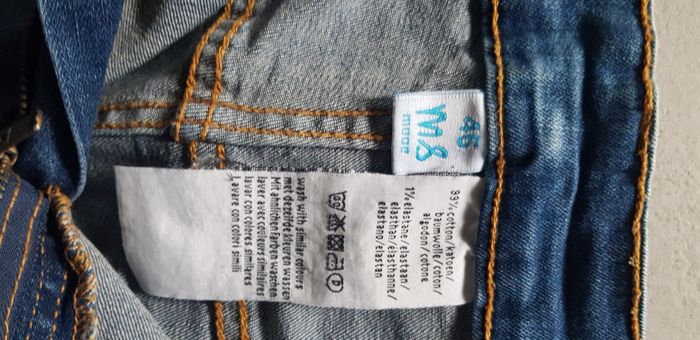 46
ms
mode
99% cotton/katoen/
baumwolle/coton/
algodon/cotone
1% elastane/elastaan/
elasthan/élasthanne/
elastano/elastan
wash with similar colours
met dezelfde kleuren wassen
Mit ähnlichen farben waschen
laver avec couleurs similaires
lavar con colores similares
Lavare con colori simili